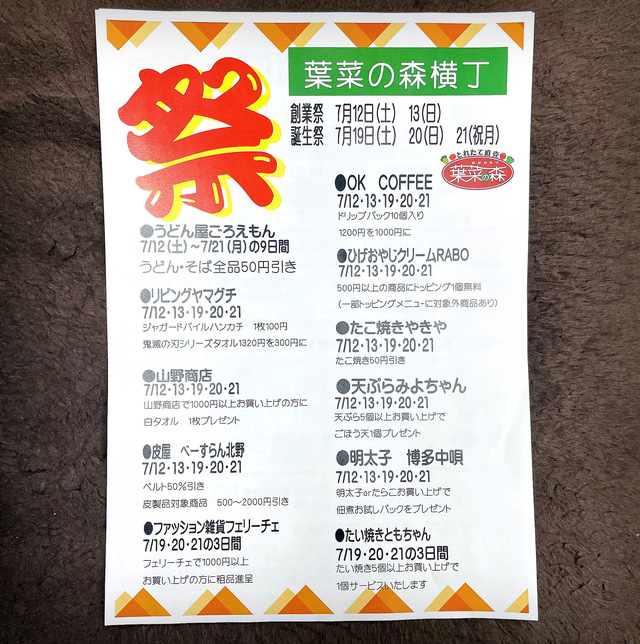 祭
葉菜の森横丁
創業祭 7月12日(土) 13(日)
誕生祭 7月19日(土) 20(日) 21(祝月)
とれたて直売
葉菜の森
●うどん屋ごろえもん
7/12(土)~7/21(月)の9日間
うどん・そば全品50円引き
●リビングヤマグチ
7/12・13・19・20・21
ジャガードパイルハンカチ 1枚100円
鬼滅の刃シリーズタオル1320円を300円に
●山野商店
7/12・13・19・20・21
山野商店で1000円以上お買い上げの方に
白タオル 1枚プレゼント
●皮屋 べーすらん北野
7/12・13・19・20・21
ベルト50%引き
皮製品対象商品 500~2000円引き
●ファッション雑貨フェリーチェ
7/19・20・21の3日間
フェリーチェで1000円以上
お買い上げの方に粗品進呈
●OK COFFEE
7/12・13・19・20・21
ドリップパック10個入り
1200円を1000円に
●ひげおやじクリームRABO
7/12・13・19・20・21
500円以上の商品にトッピング1個無料
(一部トッピングメニューに対象外商品あり)
●たこ焼きやきや
7/12・13・19・20・21
たこ焼き50円引き
●天ぷらみよちゃん
7/12・13・19・20・21
天ぷら5個以上お買い上げで
ごぼう天1個プレゼント
●明太子 博多中唄
7/12・13・19・20・21
明太子orたらこお買い上げで
佃煮お試しパックをプレゼント
●たい焼きともちゃん
7/19・20・21の3日間
たい焼き5個以上お買い上げで
1個サービスいたします